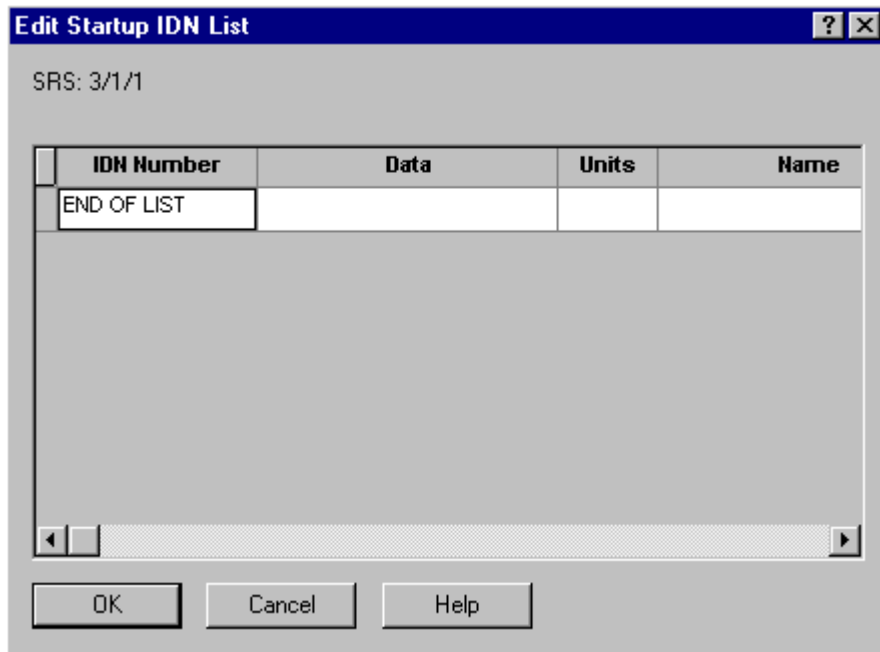 Edit Startup IDN List
SRS: 3/1/1
IDN Number Data Units Name
END OF LIST
OK Cancel Help